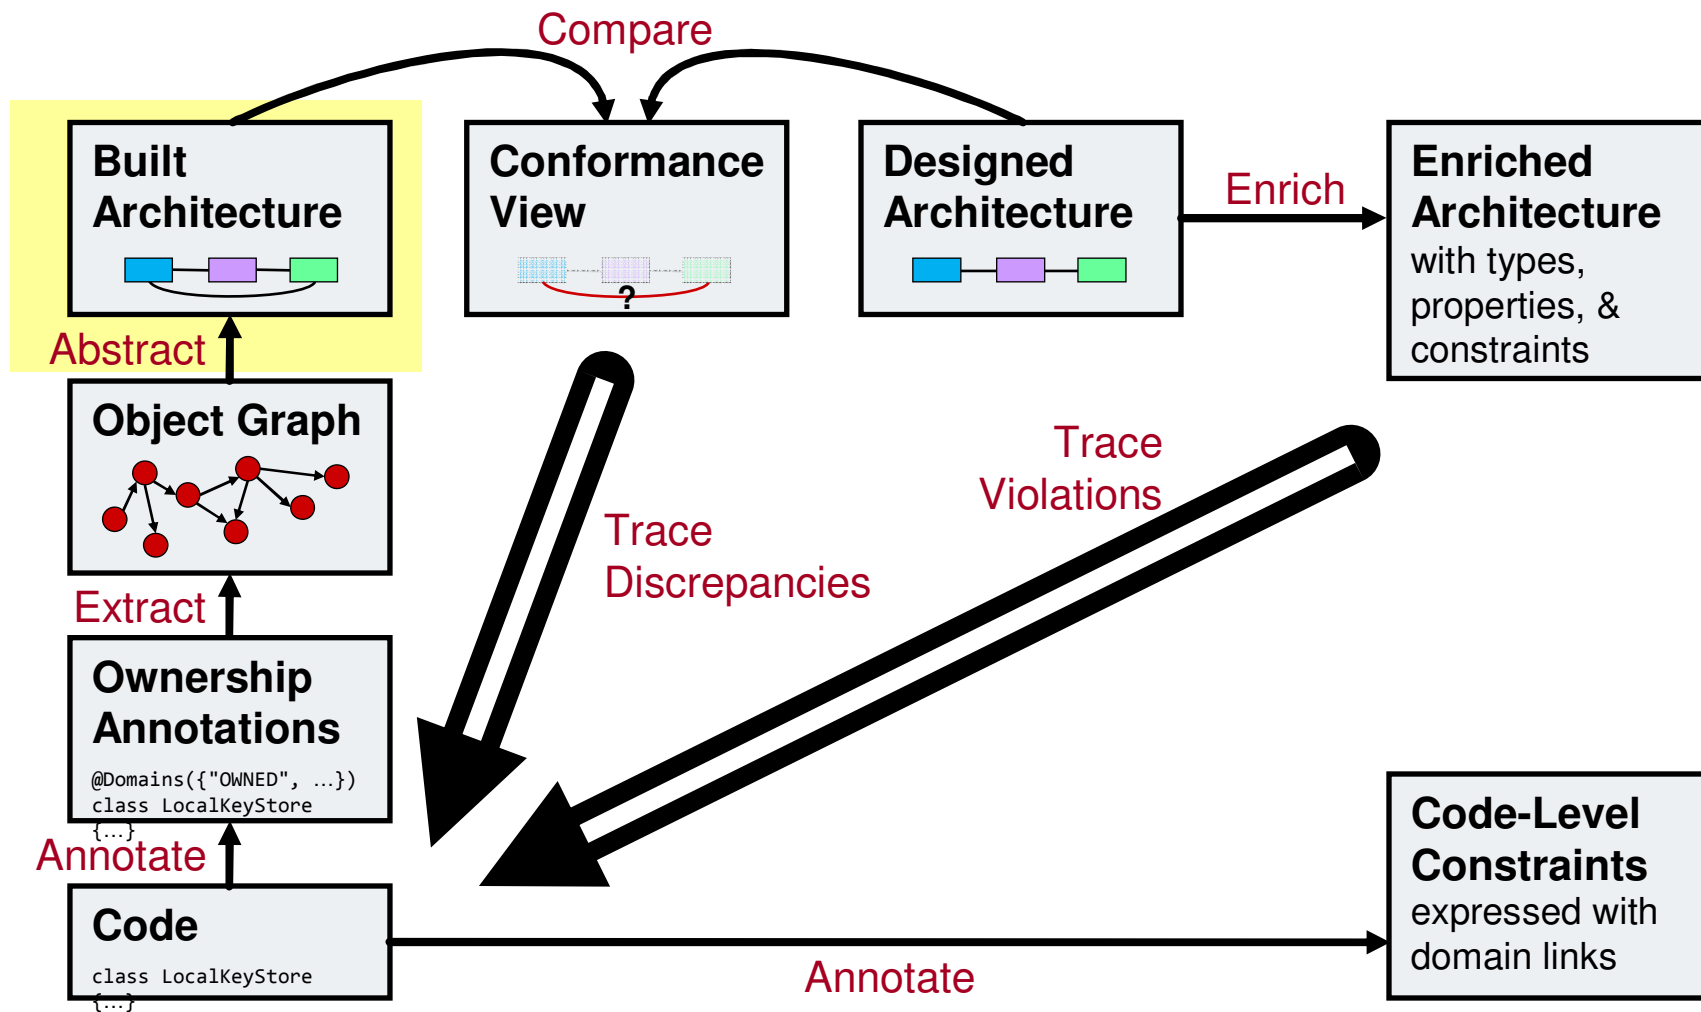 Compare
Built
Architecture
Conformance
View
?
Designed
Architecture
Enrich
Enriched
Architecture
with types,
properties, &
constraints
Abstract
Object Graph
Trace
Violations
Trace
Discrepancies
Extract
Ownership
Annotations
@Domains({"OWNED", …})
class LocalKeyStore
{…}
Annotate
Code
class LocalKeyStore
{…}
Annotate
Code-Level
Constraints
expressed with
domain links